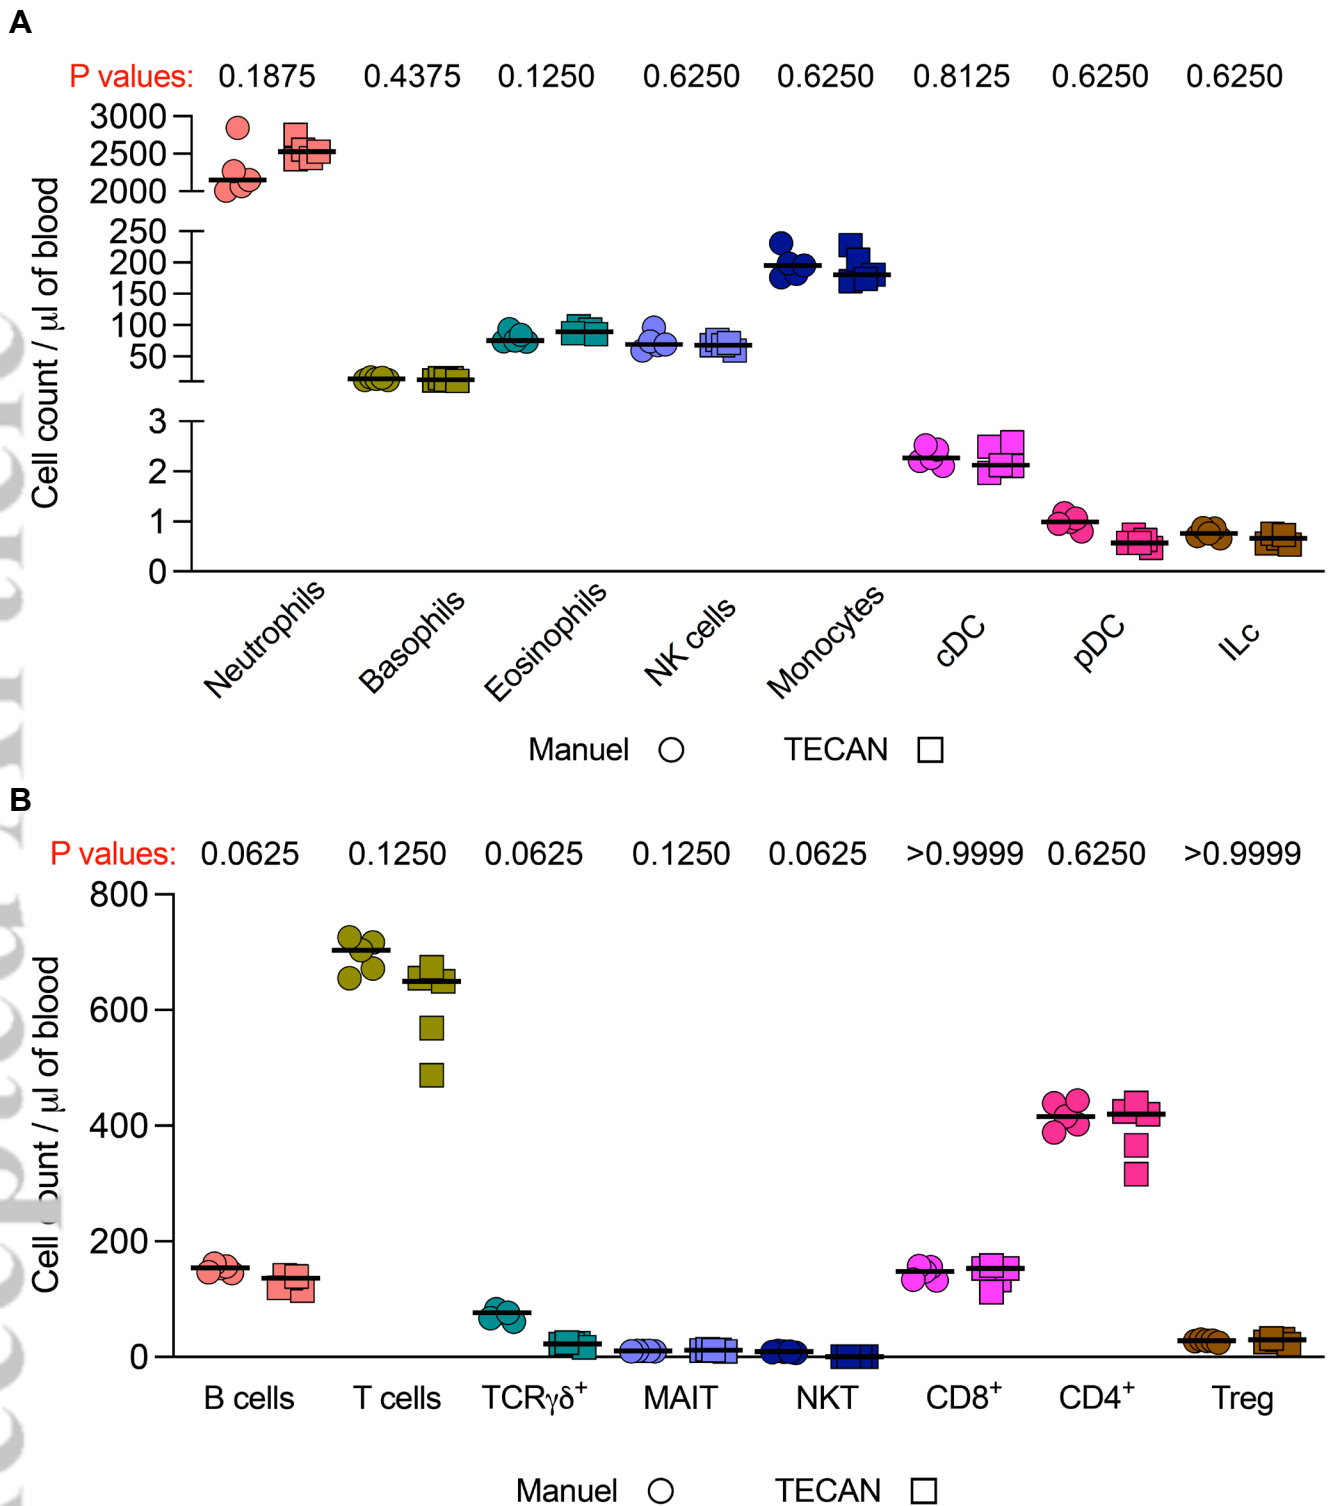 A
P values: 0.1875 0.4375 0.1250 0.6250 0.6250 0.8125 0.6250 0.6250
3000
2500
2000
250
200
150
100
50
3
2
1
0
Cell count / µl of blood
Neutrophils Basophils Eosinophils NK cells Monocytes cDC pDC ILc
Manuel TECAN
B
P values: 0.0625 0.1250 0.0625 0.1250 0.0625 >0.9999 0.6250 >0.9999
800
600
400
200
0
Cell ount / µl of blood
B cells T cells TCRγδ+ MAIT NKT CD8+ CD4+ Treg
Manuel TECAN